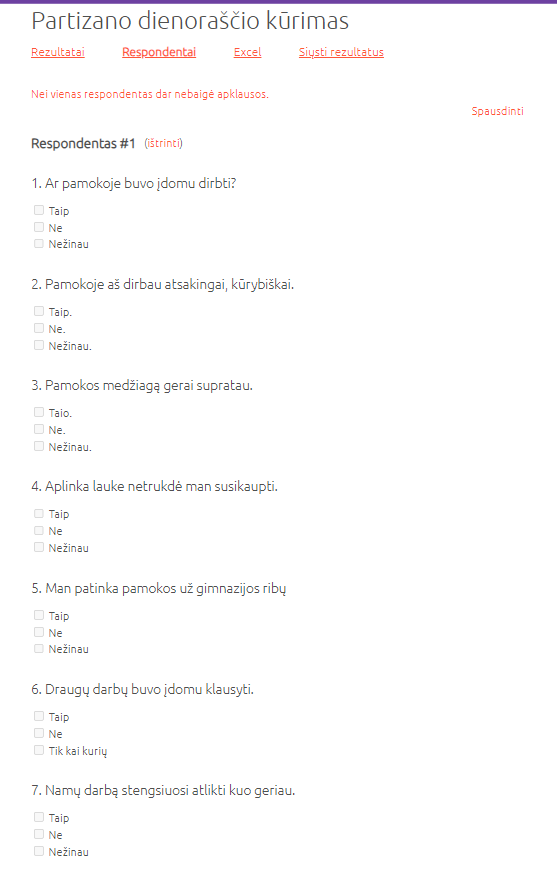 Partizano dienoraščio kūrimas
Rezultatai Respondentai Excel Siųsti rezultatus
Nei vienas respondentas dar nebaigė apklausos.
Spausdinti
Respondentas #1 (ištrinti)
1. Ar pamokoje buvo įdomu dirbti?
Taip
Ne
Nežinau
2. Pamokoje aš dirbau atsakingai, kūrybiškai.
Taip.
Ne.
Nežinau.
3. Pamokos medžiagą gerai supratau.
Taio.
Ne.
Nežinau.
4. Aplinka lauke netrukdė man susikaupti.
Taip
Ne
Nežinau
5. Man patinka pamokos už gimnazijos ribų
Taip
Ne
Nežinau
6. Draugų darbų buvo įdomu klausyti.
Taip
Ne
Tik kai kurių
7. Namų darbą stengsiuosi atlikti kuo geriau.
Taip
Ne
Nežinau